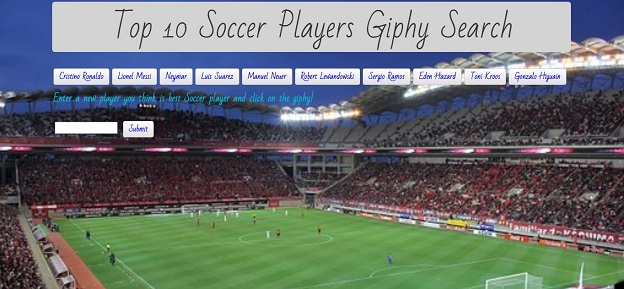 Top 10 Soccer Players Giphy Search
Cristino Ronaldo Lionel Messi Neymar Luis Suarez Manuel Neuer Robert Lewandowski Sergio Ramos Eden Hazard Toni Kroos Gonzalo Higuain
Enter a new player you think is best Soccer player and click on the giphy!
Submit